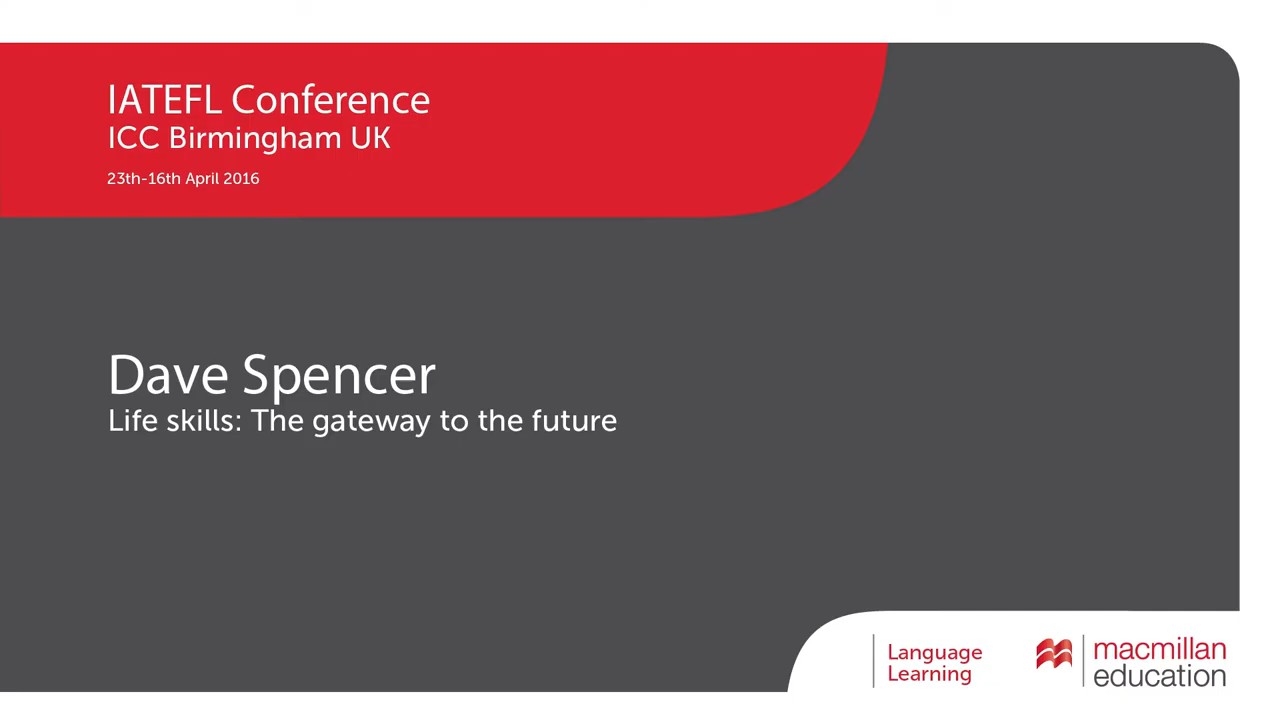 IATEFL Conference
ICC Birmingham UK
23th-16th April 2016
Dave Spencer
Life skills: The gateway to the future
Language
Learning
macmillan
education